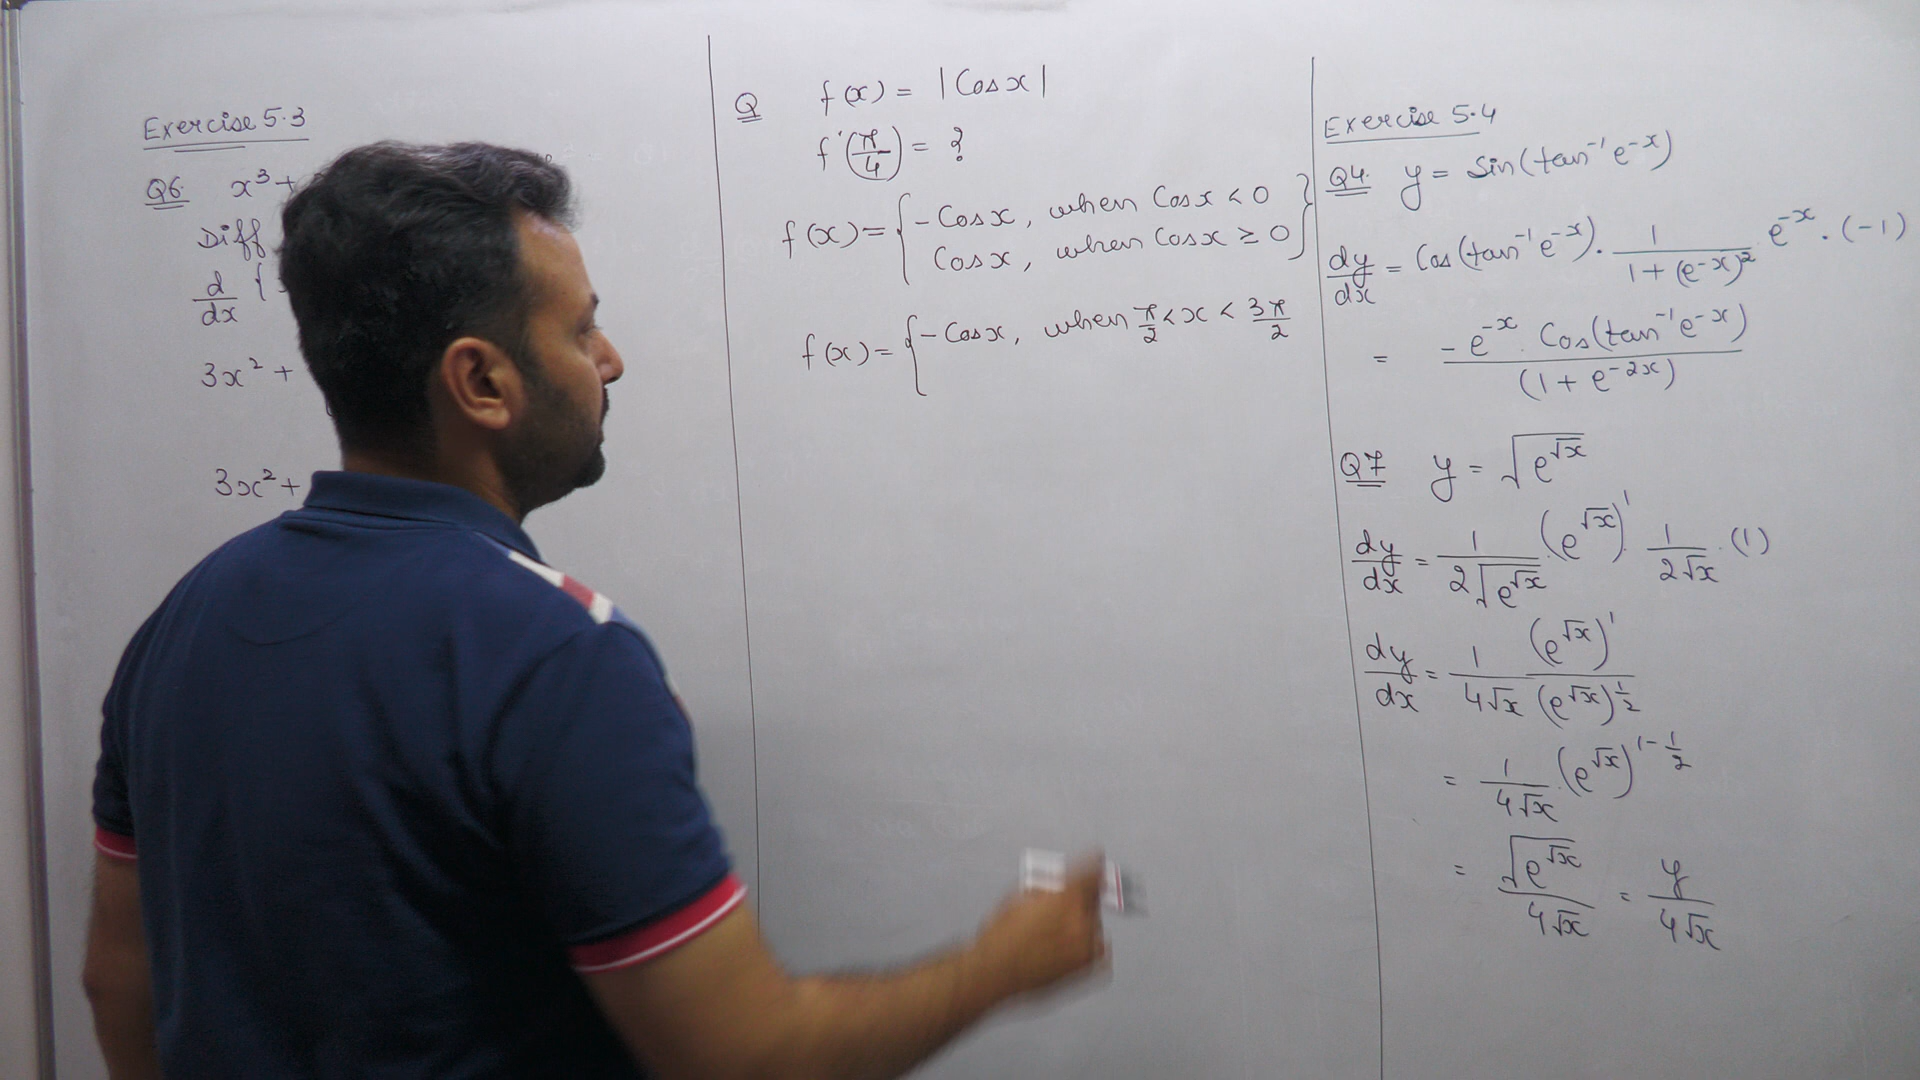 Exercise 5.3
Q6. x³ +
Diff
d/dx {
3x² +
3x² +
Q f(x) = |Cos x|
f'(π/4) = ?
f(x) = { -Cos x, when Cos x < 0 }
Cos x, when Cos x ≥ 0
f(x) = { -Cos x, when π/2 < x < 3π/2
Exercise 5.4
Q4. y = Sin(tan⁻¹ e⁻ˣ)
dy/dx = Cos(tan⁻¹ e⁻ˣ) . 1/(1 + (e⁻ˣ)²) . e⁻ˣ . (-1)
= -e⁻ˣ . Cos(tan⁻¹ e⁻ˣ) / (1 + e⁻²ˣ)
Q7 y = √(e^√x)
dy/dx = 1/(2√(e^√x)) . (e^√x)¹ . 1/(2√x) . (1)
dy/dx = 1/(4√x) (e^√x)¹/(e^√x)^(1/2)
= 1/(4√x) . (e^√x)^(1 - 1/2)
= √(e^√x)/(4√x) = y/(4√x)